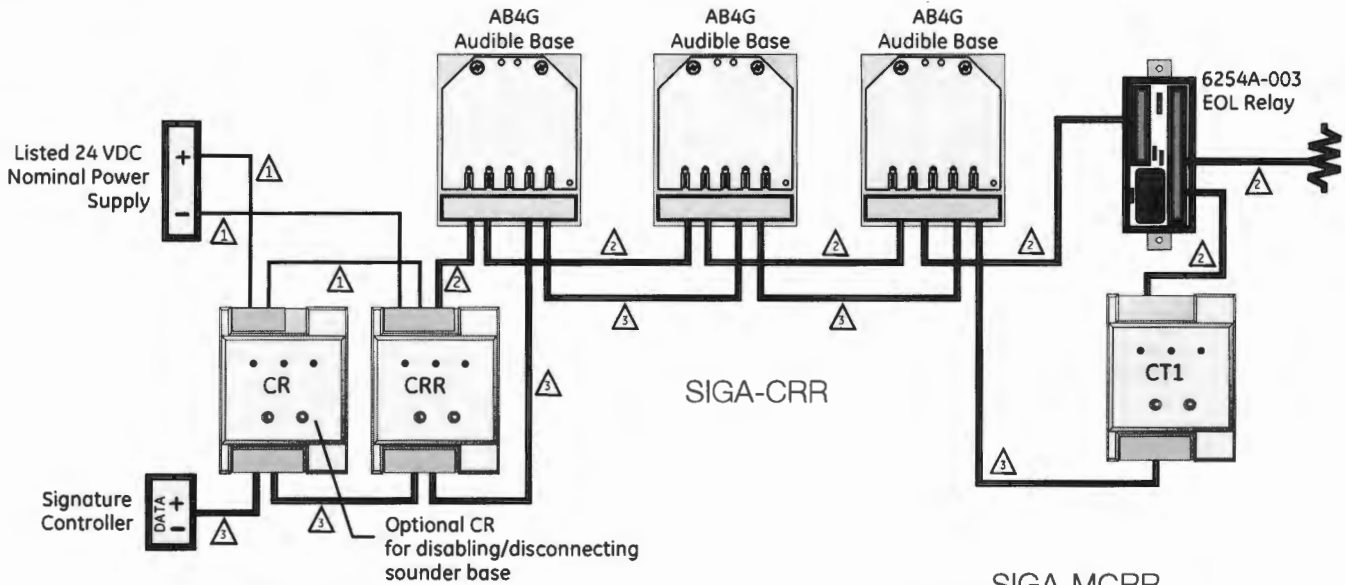 AB4G
Audible Base
AB4G
Audible Base
AB4G
Audible Base
6254A-003
EOL Relay
Listed 24 VDC
Nominal Power
Supply
+
-
1
1
1
2
2
2
2
2
2
3
3
3
CR
CRR
CT1
SIGA-CRR
3
Signature
Controller
DATA
+
-
3
3
Optional CR
for disabling/disconnecting
sounder base
SIGA-MCRR